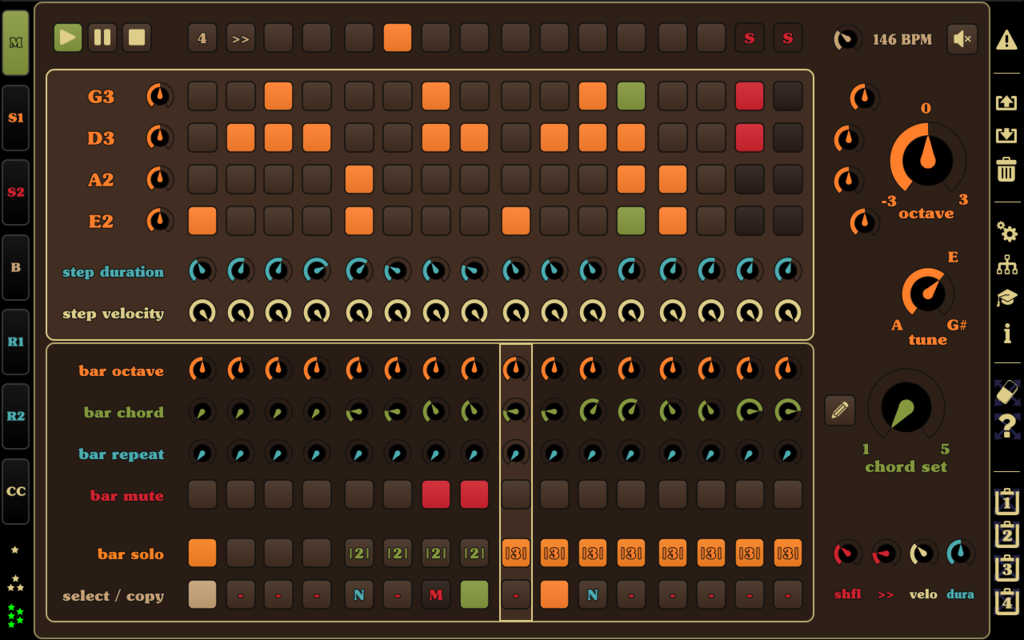 M
4 >> S S 146 BPM
G3
0
S1
D3
S2
A2
-3 3
octave
E2
B
step duration
E
step velocity
A G#
tune
R1
bar octave
bar chord
R2
bar repeat
1 5
chord set
CC
bar mute
1
bar solo |2| |2| |2| |2| |3| |3| |3| |3| |3| |3| |3| |3|
2
3
select / copy - - - N - M - N - - - - -
shfl >> velo dura
4